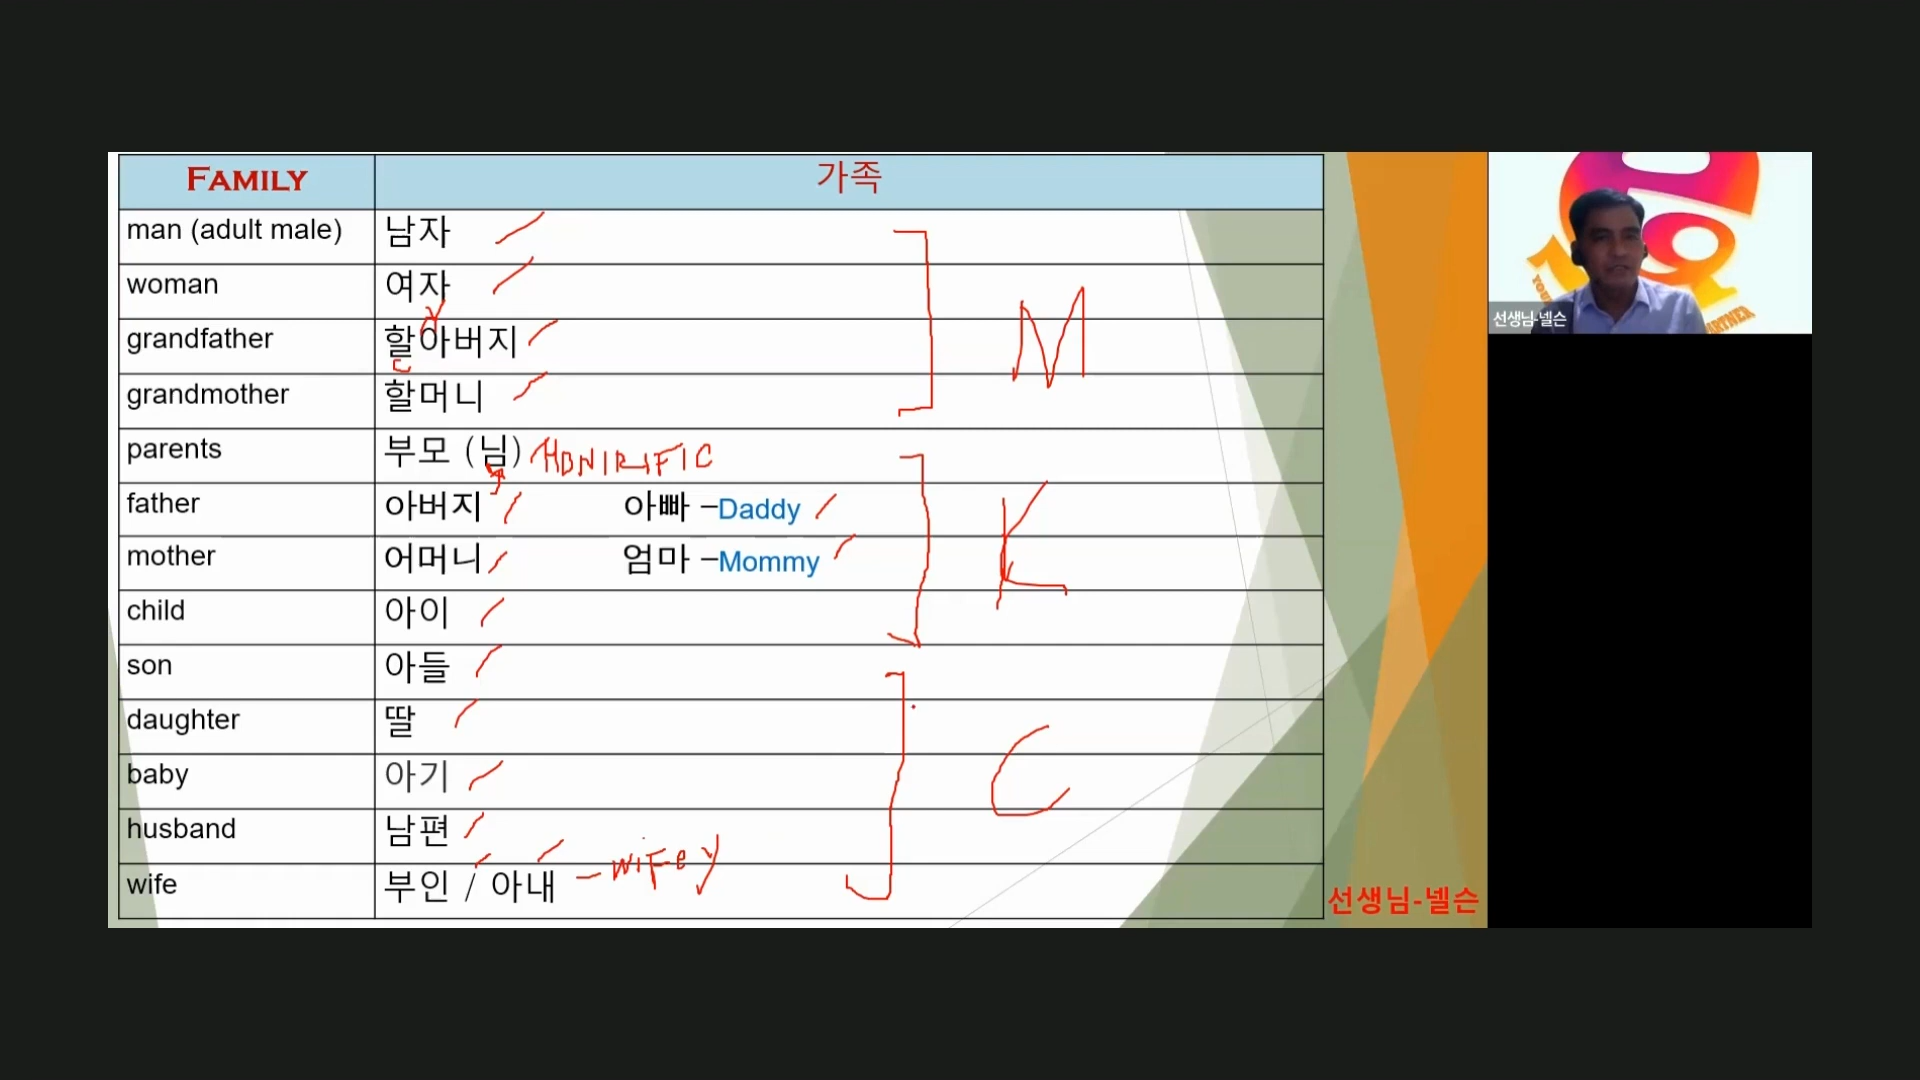 FAMILY 가족
man (adult male) 남자
woman 여자
grandfather 할아버지
grandmother 할머니
M
parents 부모 (님) HONIRIFIC
father 아버지 아빠 –Daddy
mother 어머니 엄마 –Mommy
K
child 아이
son 아들
daughter 딸
baby 아기
C
husband 남편
wife 부인 / 아내 – wifey
선생님-넬슨
선생님-넬슨